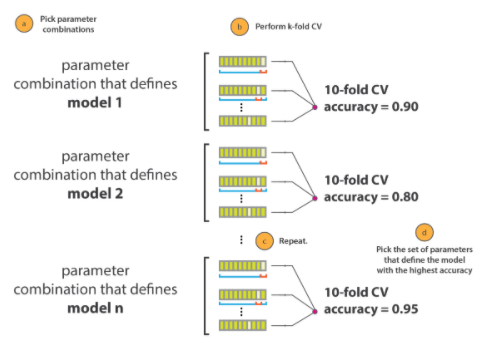 a
Pick parameter
combinations
b
Perform k-fold CV
parameter
combination that defines
model 1
10-fold CV
accuracy = 0.90
parameter
combination that defines
model 2
10-fold CV
accuracy = 0.80
c
Repeat.
d
Pick the set of parameters
that define the model
with the highest accuracy
parameter
combination that defines
model n
10-fold CV
accuracy = 0.95